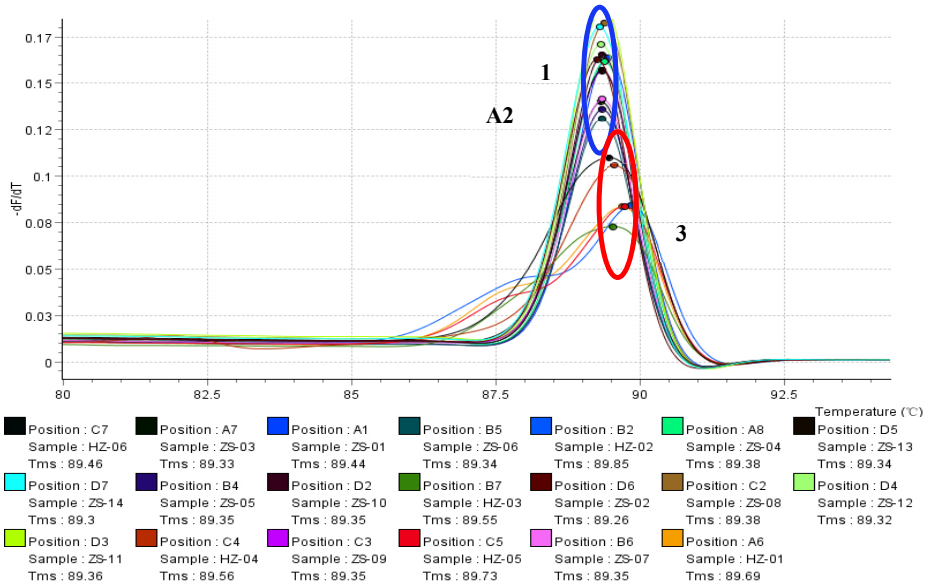 0.17
1
0.15
A2
0.12
0.1
-dF/dT
0.08
3
0.05
0.03
0
80 82.5 85 87.5 90 92.5
Temperature (℃)
Position : C7 Position : A7 Position : A1 Position : B5 Position : B2 Position : A8 Position : D5
Sample : HZ-06 Sample : ZS-03 Sample : ZS-01 Sample : ZS-06 Sample : HZ-02 Sample : ZS-04 Sample : ZS-13
Tms : 89.46 Tms : 89.33 Tms : 89.44 Tms : 89.34 Tms : 89.85 Tms : 89.38 Tms : 89.34
Position : D7 Position : B4 Position : D2 Position : B7 Position : D6 Position : C2 Position : D4
Sample : ZS-14 Sample : ZS-05 Sample : ZS-10 Sample : HZ-03 Sample : ZS-02 Sample : ZS-08 Sample : ZS-12
Tms : 89.3 Tms : 89.35 Tms : 89.35 Tms : 89.55 Tms : 89.26 Tms : 89.38 Tms : 89.32
Position : D3 Position : C4 Position : C3 Position : C5 Position : B6 Position : A6
Sample : ZS-11 Sample : HZ-04 Sample : ZS-09 Sample : HZ-05 Sample : ZS-07 Sample : HZ-01
Tms : 89.36 Tms : 89.56 Tms : 89.35 Tms : 89.73 Tms : 89.35 Tms : 89.69